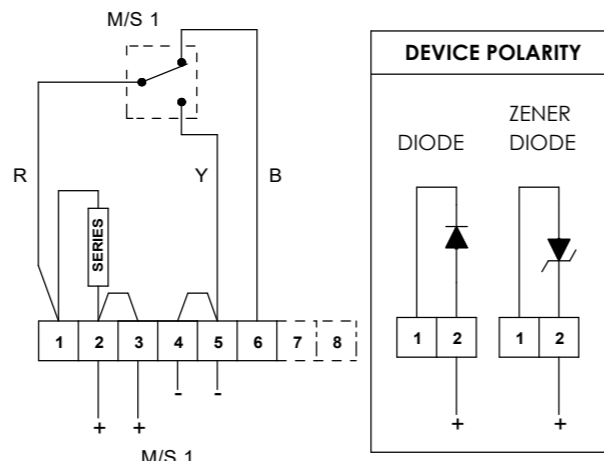 M/S 1
R
Y
B
SERIES
1 2 3 4 5 6 7 8
+ + - -
M/S 1
DEVICE POLARITY
DIODE
ZENER
DIODE
1 2
1 2
+
+